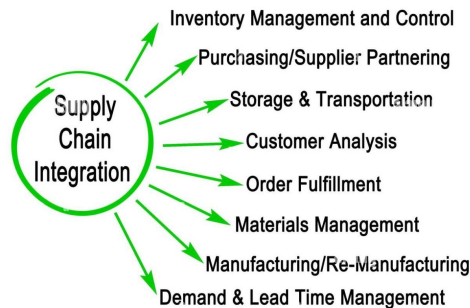 Inventory Management and Control
Purchasing/Supplier Partnering
Storage & Transportation
Supply
Chain
Integration
Customer Analysis
Order Fulfillment
Materials Management
Manufacturing/Re-Manufacturing
Demand & Lead Time Management